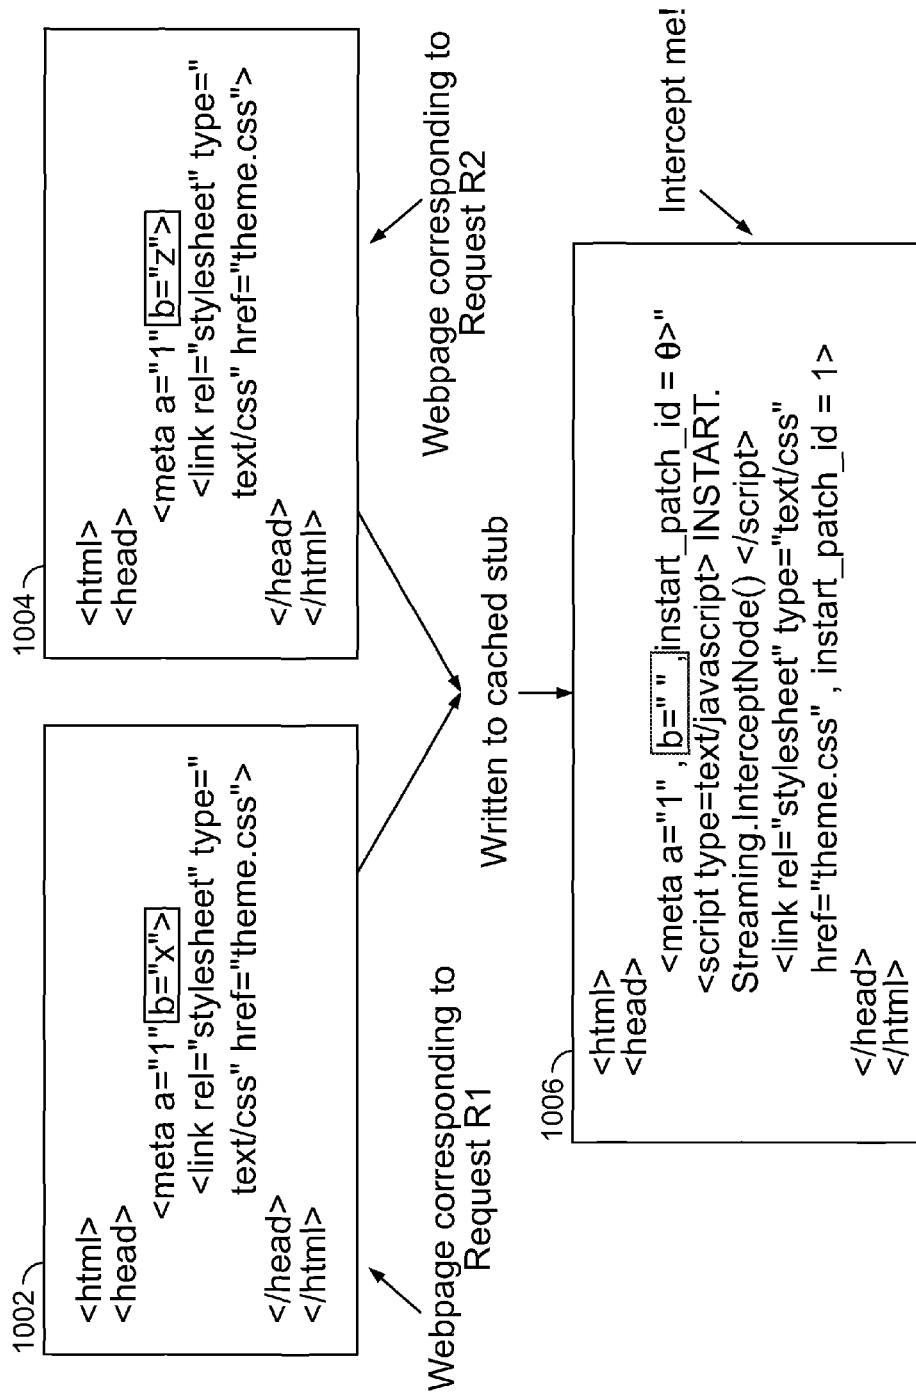 1002
<html>
<head>
<meta a="1" b="x">
<link rel="stylesheet" type="
text/css" href="theme.css">
</head>
</html>
Webpage corresponding to
Request R1
1004
<html>
<head>
<meta a="1" b="z">
<link rel="stylesheet" type="
text/css" href="theme.css">
</head>
</html>
Webpage corresponding to
Request R2
Written to cached stub
1006
<html>
<head>
<meta a="1" , b=" " , instart_patch_id = θ>"
<script type=text/javascript> INSTART.
Streaming.InterceptNode() </script>
<link rel="stylesheet" type="text/css"
href="theme.css" , instart_patch_id = 1>
</head>
</html>
Intercept me!